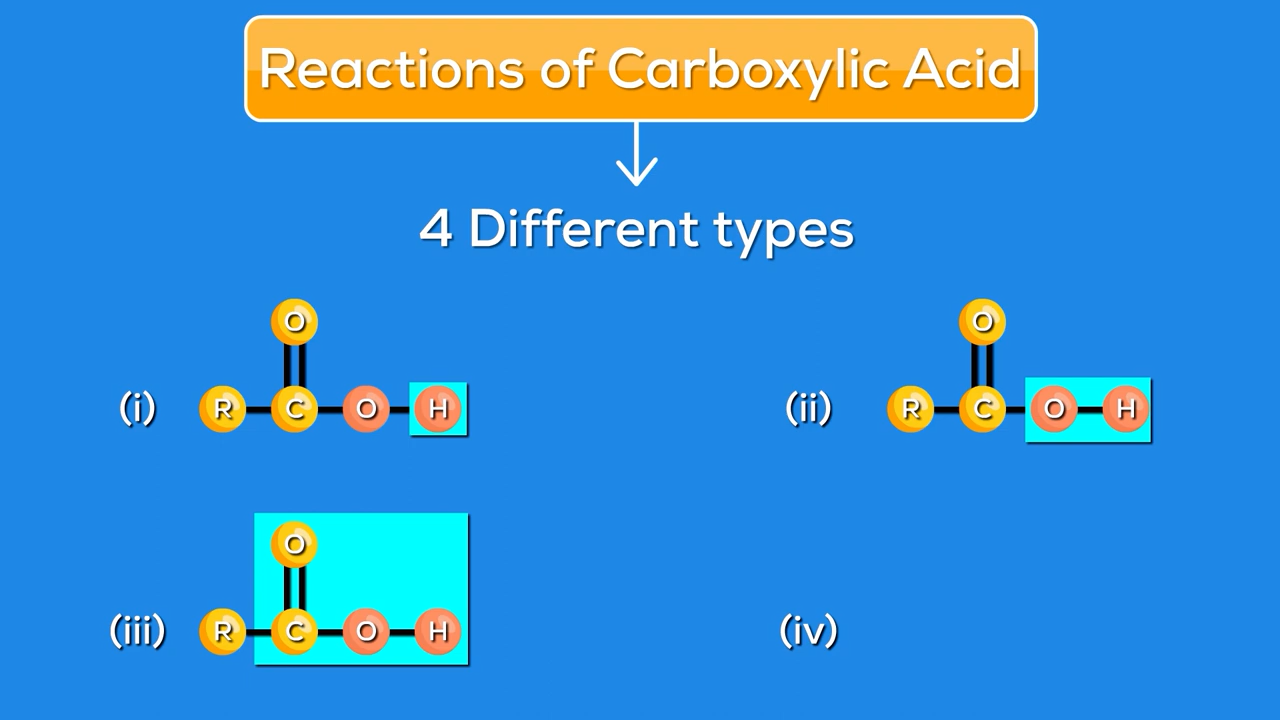 Reactions of Carboxylic Acid
4 Different types
O
O
(i) R C O H
(ii) R C O H
O
(iii) R C O H
(iv)